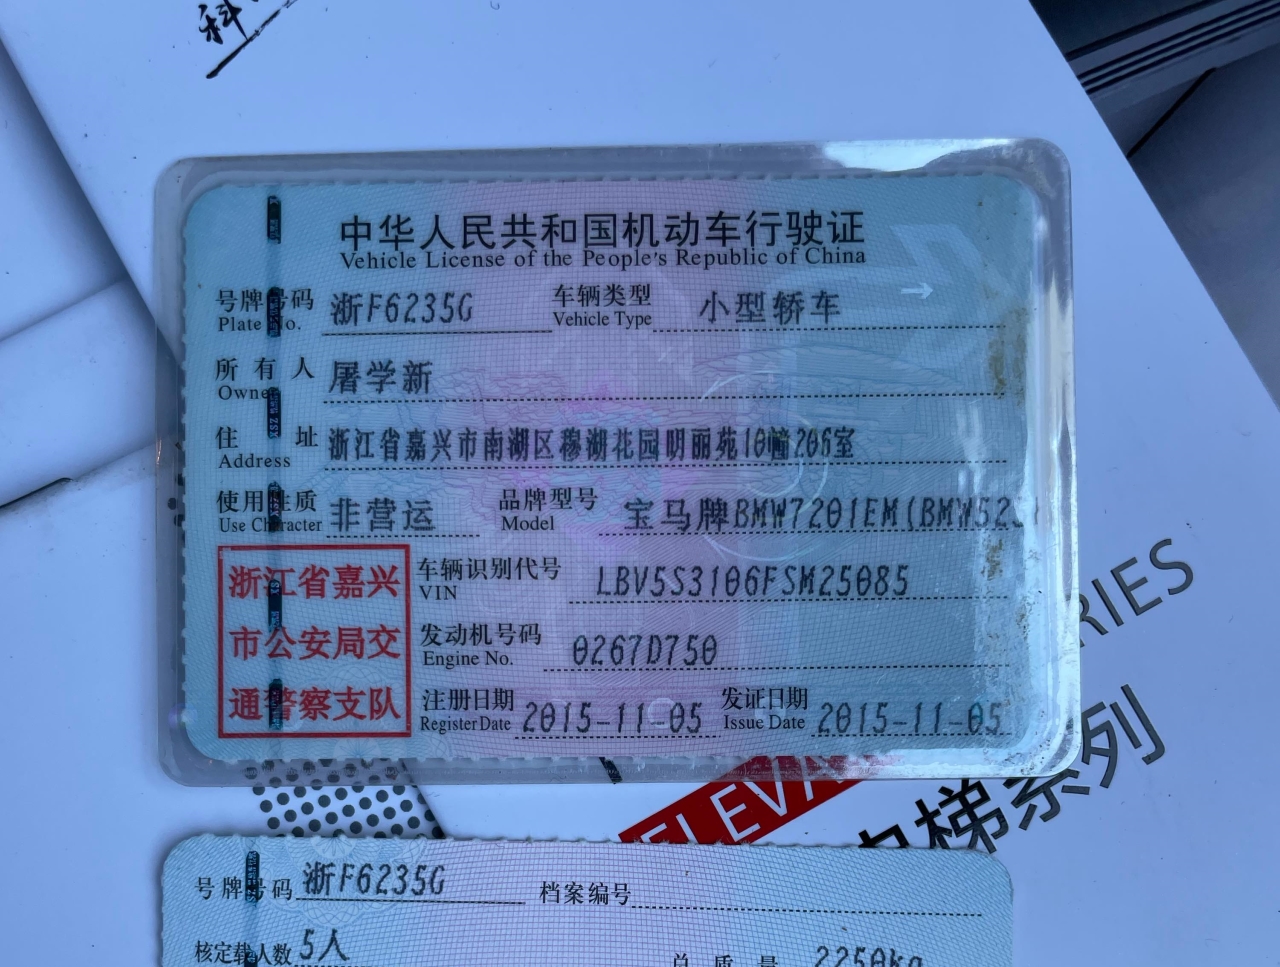 科
中华人民共和国机动车行驶证
Vehicle License of the People's Republic of China
号牌号码 浙F6235G 车辆类型 小型轿车
Plate No. Vehicle Type
所有人 屠学新
Owner
住址 浙江省嘉兴市南湖区穆湖花园明丽苑10幢206室
Address
使用性质 非营运 品牌型号 宝马牌BMW7201EM(BMW52
Use Character Model
浙江省嘉兴
市公安局交
通警察支队
车辆识别代号 LBV5S3106FSM25085
VIN
发动机号码 0267D750
Engine No.
注册日期 2015-11-05 发证日期 2015-11-05
Register Date Issue Date
RIES
ELEVA
电梯系列
号牌号码 浙F6235G 档案编号
核定载人数 5人 总质量 2250kg